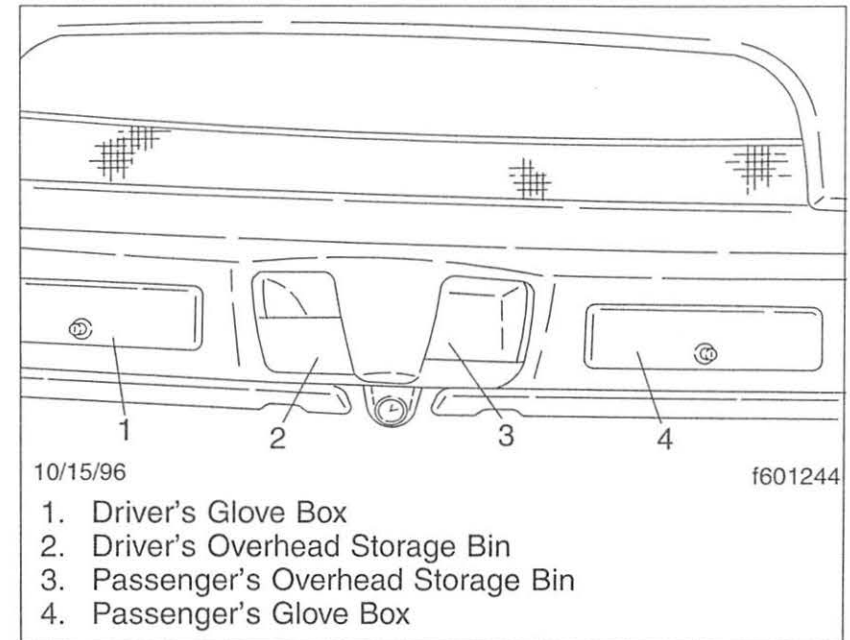 1
2
3
4
10/15/96
f601244
1. Driver's Glove Box
2. Driver's Overhead Storage Bin
3. Passenger's Overhead Storage Bin
4. Passenger's Glove Box